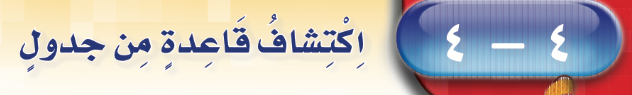 ٤ – ٤
اِكْتِشافُ قَاعِدةٍ مِن جدولٍ